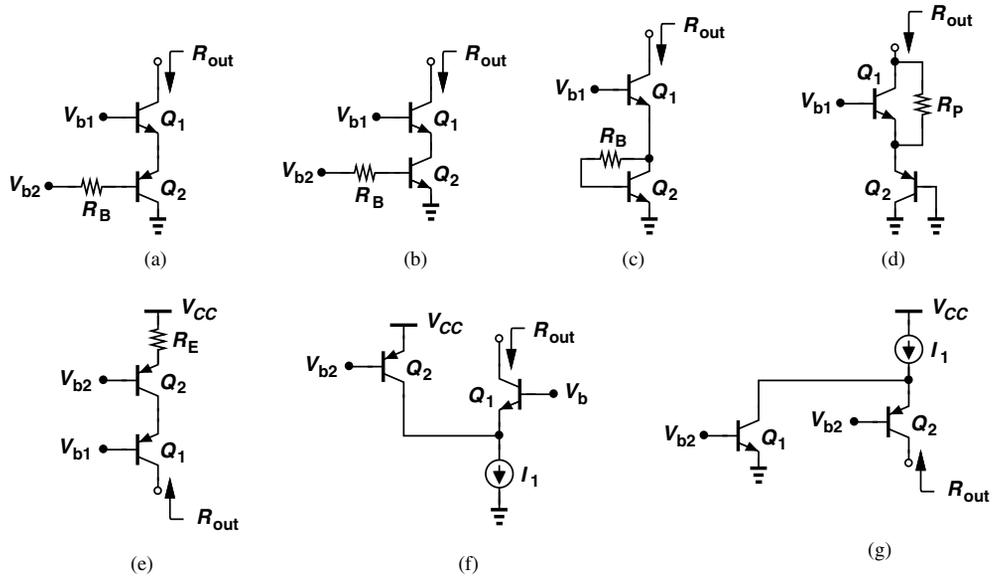 R_out
V_b1
Q_1
V_b2
R_B
Q_2
(a)
R_out
V_b1
Q_1
V_b2
R_B
Q_2
(b)
R_out
V_b1
Q_1
R_B
Q_2
(c)
R_out
Q_1
V_b1
R_P
Q_2
(d)
V_CC
R_E
V_b2
Q_2
V_b1
Q_1
R_out
(e)
V_CC
V_b2
Q_2
R_out
Q_1
V_b
I_1
(f)
V_CC
I_1
V_b2
Q_1
V_b2
Q_2
R_out
(g)